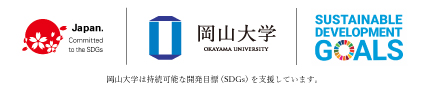 Japan.
Committed
to the SDGs
岡山大学
OKAYAMA UNIVERSITY
SUSTAINABLE
DEVELOPMENT
GOALS
岡山大学は持続可能な開発目標（SDGs）を支援しています。